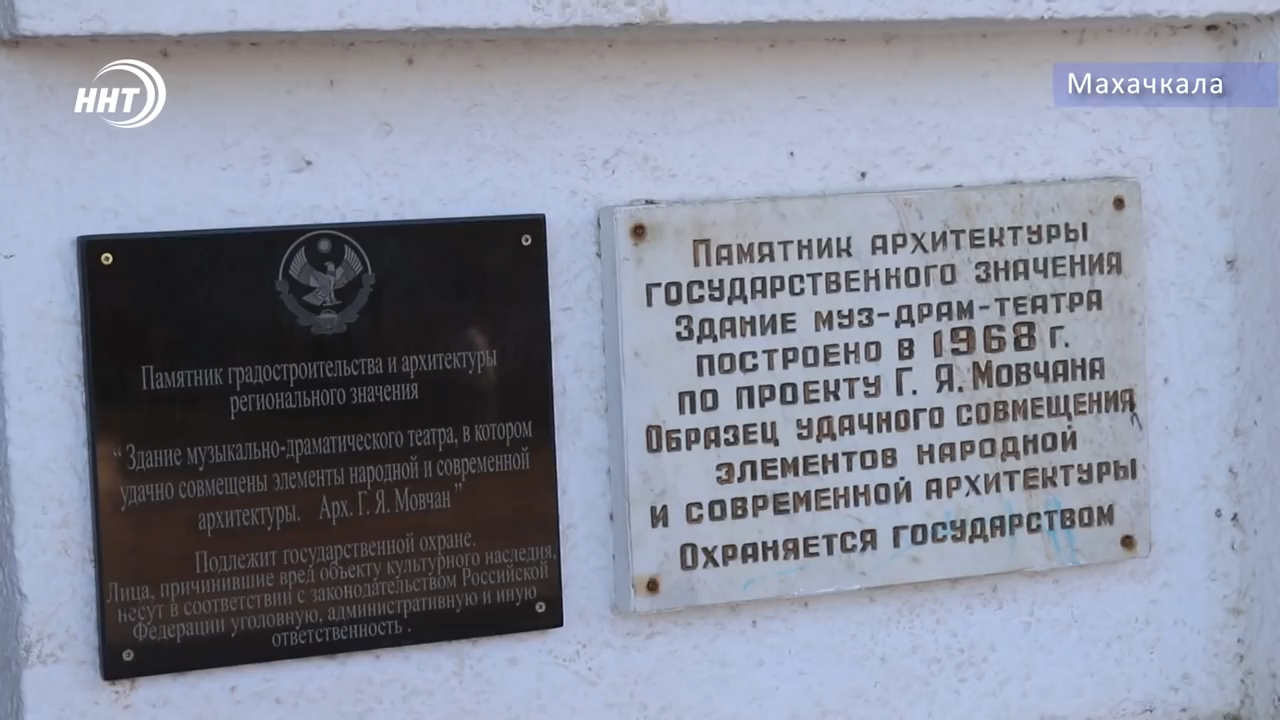 ННТ
Махачкала
Памятник градостроительства и архитектуры
регионального значения
“ Здание музыкально-драматического театра, в котором
удачно совмещены элементы народной и современной
архитектуры. Арх. Г. Я. Мовчан ”
Подлежит государственной охране.
Лица, причинившие вред объекту культурного наследия,
несут в соответствии с законодательством Российской
Федерации уголовную, административную и иную
ответственность .
Памятник архитектуры
государственного значения
Здание муз-драм-театра
построено в 1968 г.
по проекту Г. Я. Мовчана
Образец удачного совмещения
элементов народной
и современной архитектуры
Охраняется государством